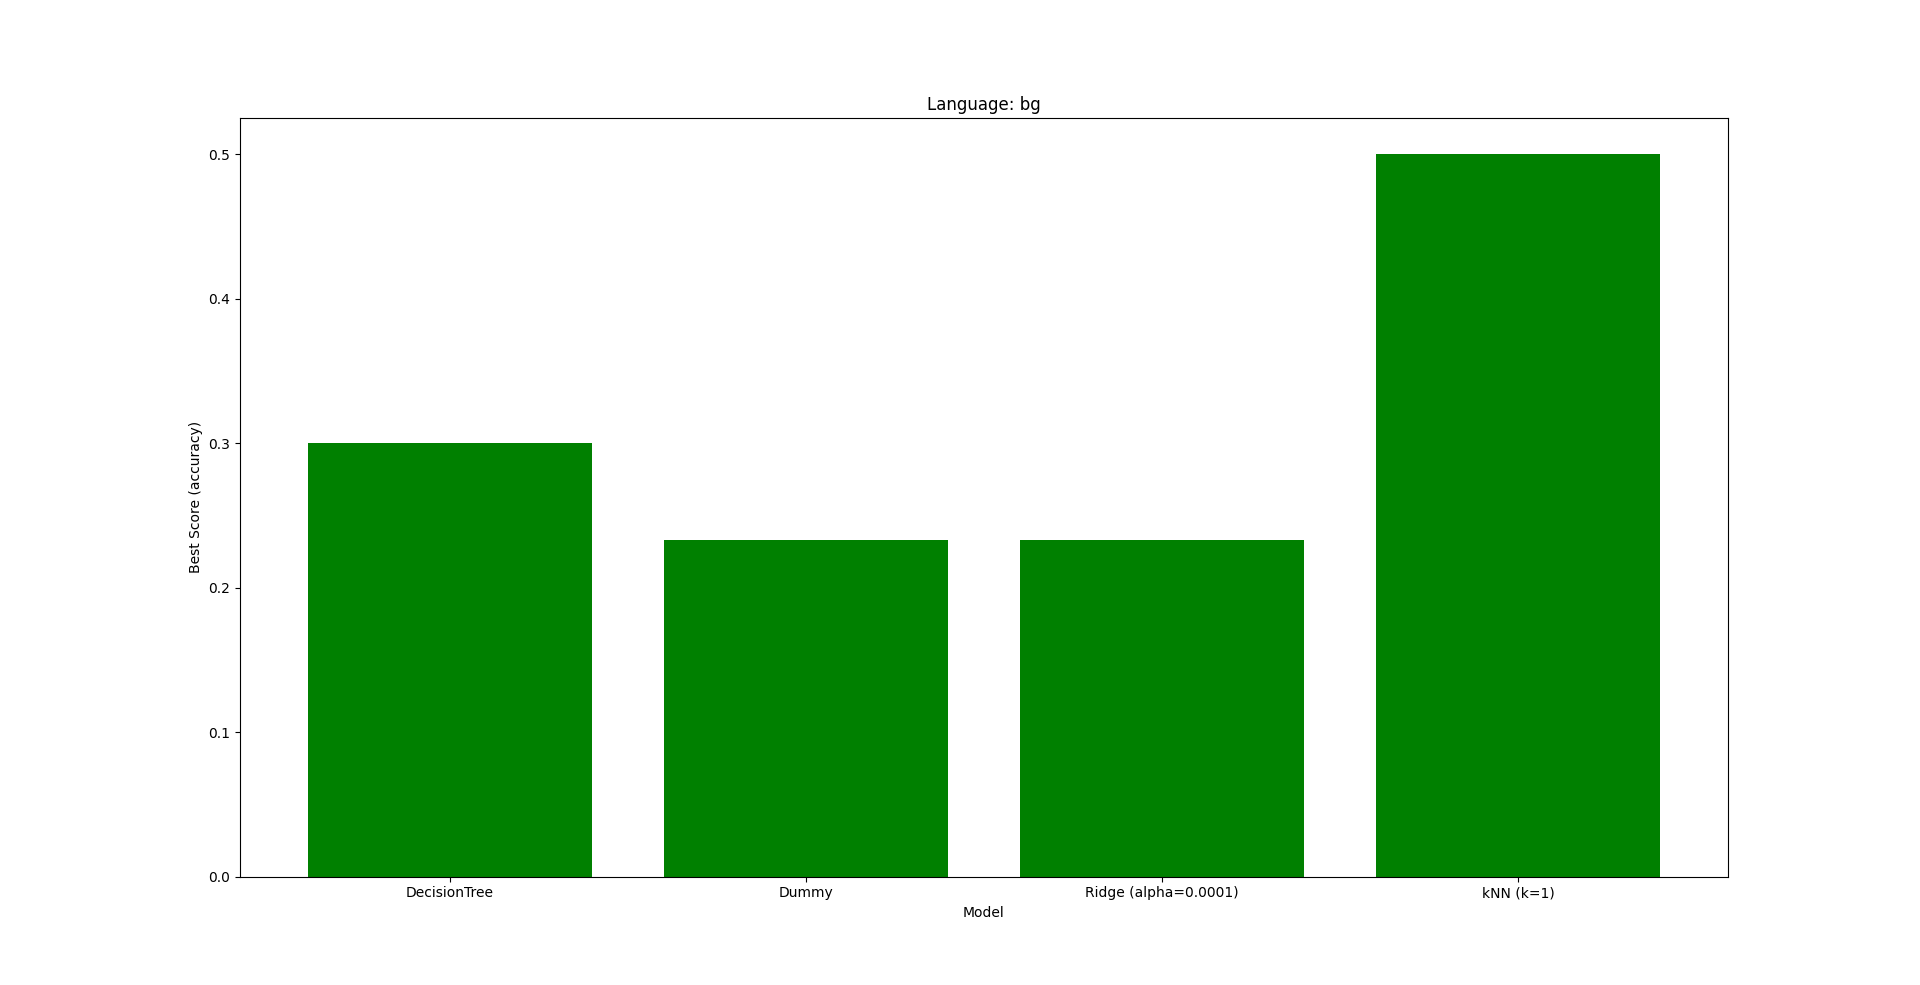 Language: bg
0.5
0.4
0.3
0.2
0.1
0.0
Best Score (accuracy)
DecisionTree
Dummy
Ridge (alpha=0.0001)
kNN (k=1)
Model